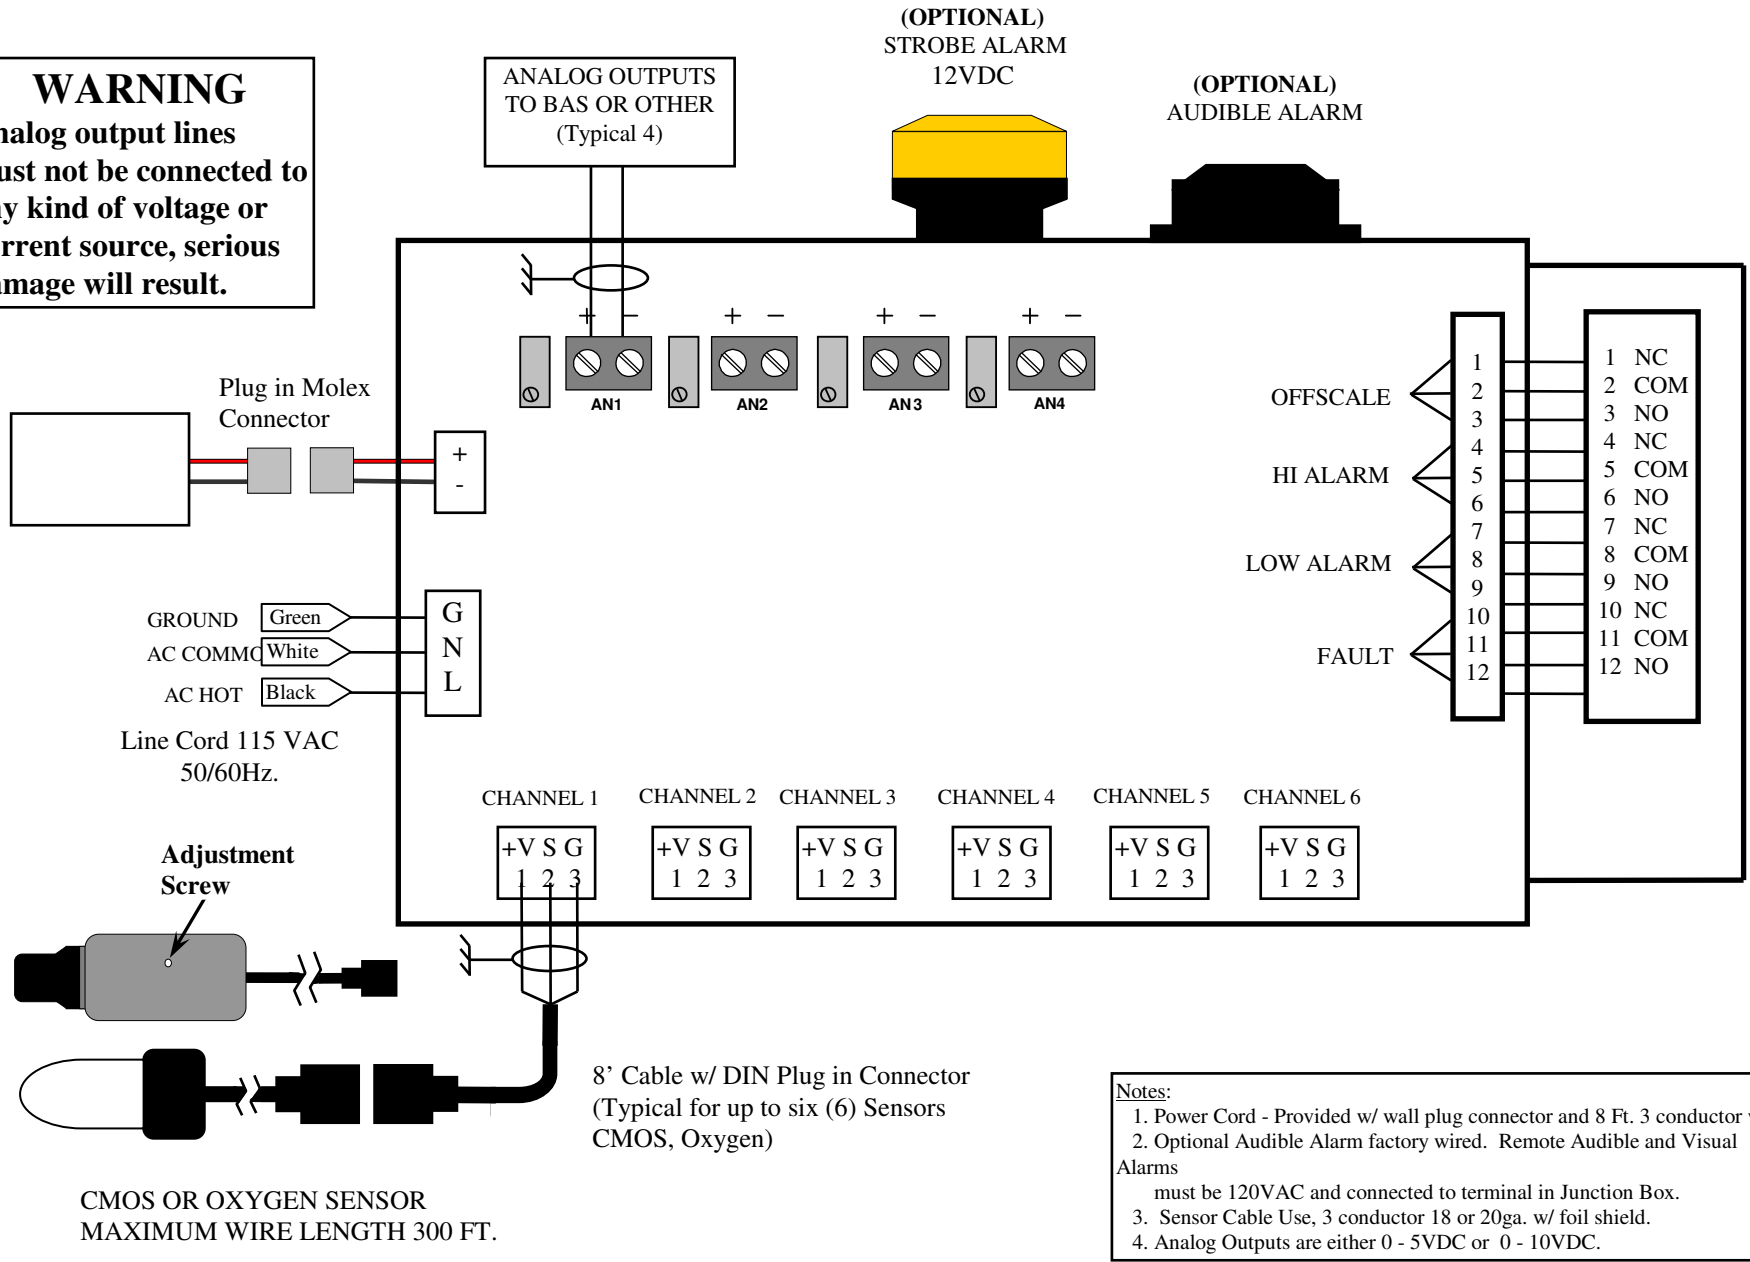 (OPTIONAL)
STROBE ALARM
12VDC
(OPTIONAL)
AUDIBLE ALARM
ANALOG OUTPUTS
TO BAS OR OTHER
(Typical 4)
WARNING
nalog output lines
ust not be connected to
ny kind of voltage or
rrent source, serious
amage will result.
+ − + − + − + −
AN1 AN2 AN3 AN4
Plug in Molex
Connector
+
-
GROUND Green
AC COMMO White
AC HOT Black
G
N
L
Line Cord 115 VAC
50/60Hz.
OFFSCALE
HI ALARM
LOW ALARM
FAULT
1
2
3
4
5
6
7
8
9
10
11
12
1 NC
2 COM
3 NO
4 NC
5 COM
6 NO
7 NC
8 COM
9 NO
10 NC
11 COM
12 NO
CHANNEL 1 CHANNEL 2 CHANNEL 3 CHANNEL 4 CHANNEL 5 CHANNEL 6
+V S G +V S G +V S G +V S G +V S G +V S G
1 2 3 1 2 3 1 2 3 1 2 3 1 2 3 1 2 3
Adjustment
Screw
8’ Cable w/ DIN Plug in Connector
(Typical for up to six (6) Sensors
CMOS, Oxygen)
CMOS OR OXYGEN SENSOR
MAXIMUM WIRE LENGTH 300 FT.
Notes:
1. Power Cord - Provided w/ wall plug connector and 8 Ft. 3 conductor
2. Optional Audible Alarm factory wired. Remote Audible and Visual
Alarms
must be 120VAC and connected to terminal in Junction Box.
3. Sensor Cable Use, 3 conductor 18 or 20ga. w/ foil shield.
4. Analog Outputs are either 0 - 5VDC or 0 - 10VDC.